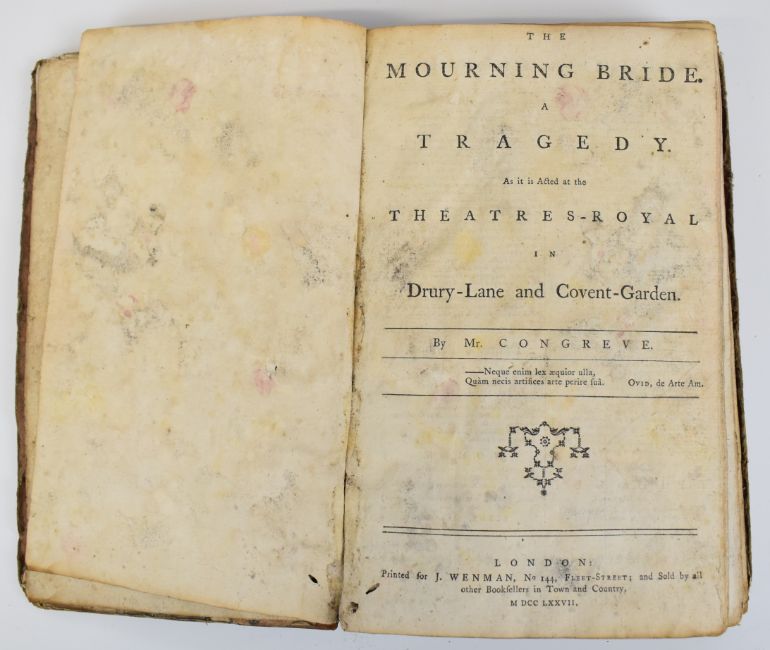 THE
MOURNING BRIDE.
A
TRAGEDY.
As it is Acted at the
THEATRES-ROYAL
IN
Drury-Lane and Covent-Garden.
By Mr. CONGREVE.
——Neque enim lex æquior ulla,
Quàm necis artifices arte perire ſuâ. OVID, de Arte Am.
LONDON:
Printed for J. WENMAN, No 144, FLEET-STREET; and Sold by all
other Bookſellers in Town and Country,
M DCC LXXVII.